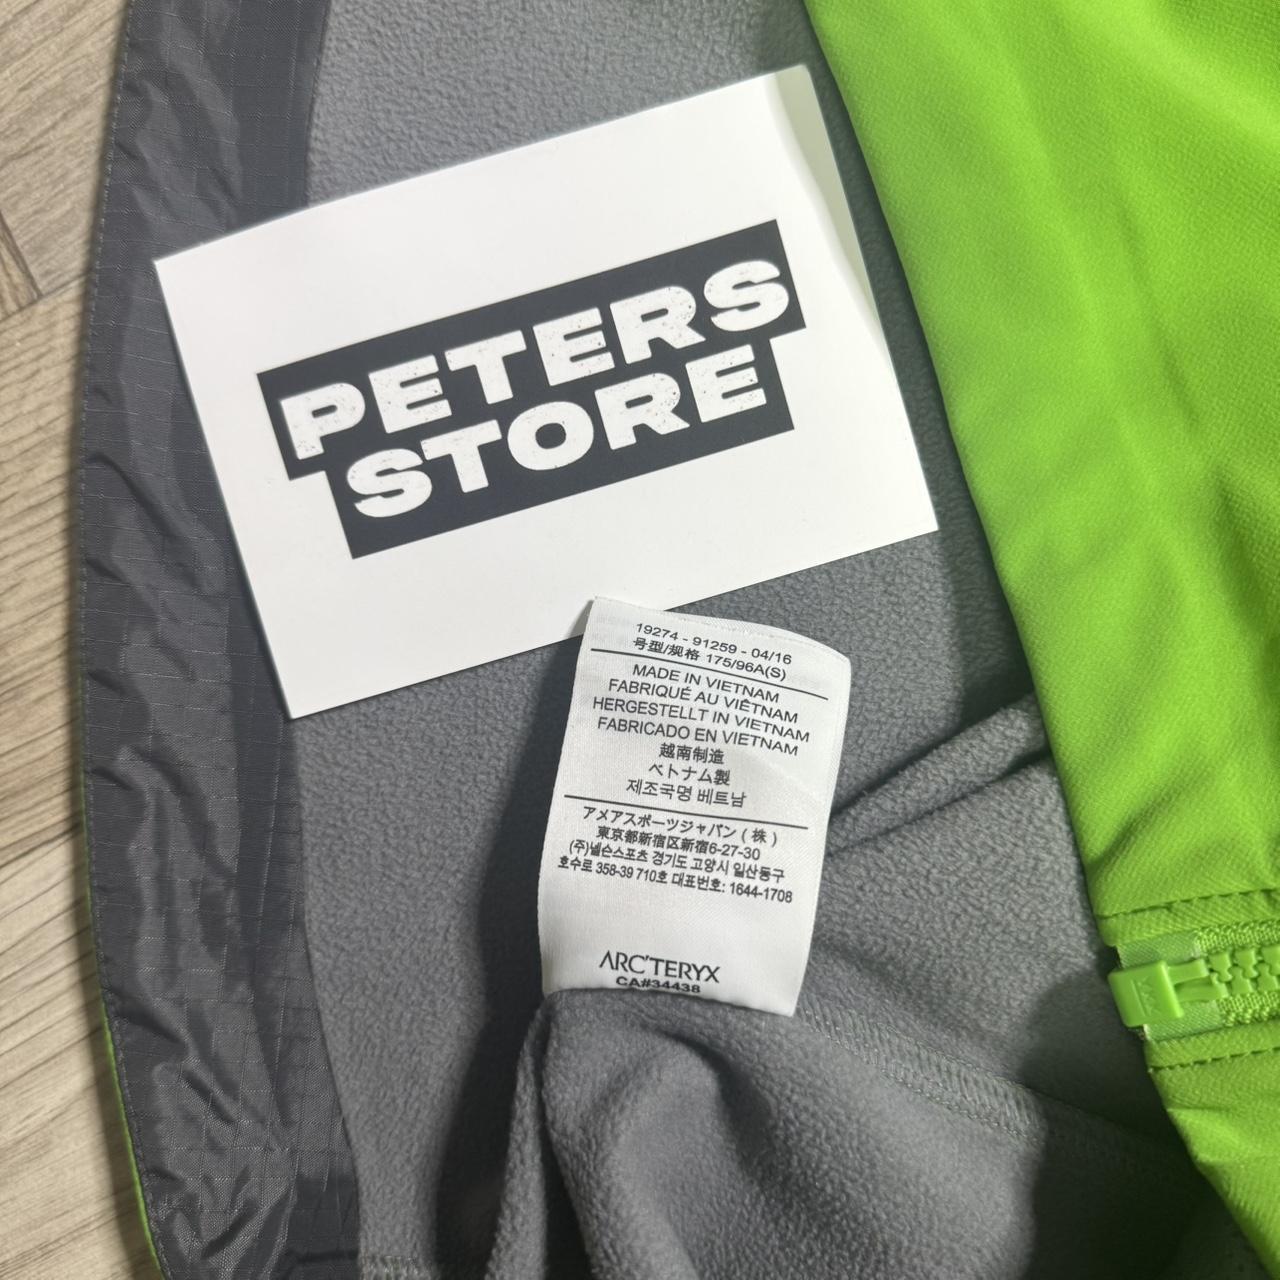 PETERS
STORE
19274 - 91259 - 04/16
号型/规格 175/96A(S)
MADE IN VIETNAM
FABRIQUÉ AU VIÊTNAM
HERGESTELLT IN VIETNAM
FABRICADO EN VIETNAM
越南制造
ベトナム製
제조국명 베트남
アメアスポーツジャパン(株)
東京都新宿区新宿6-27-30
(주)넬슨스포츠 경기도 고양시 일산동구
호수로 358-39 710호 대표번호: 1644-1708
ARC'TERYX
CA#34438